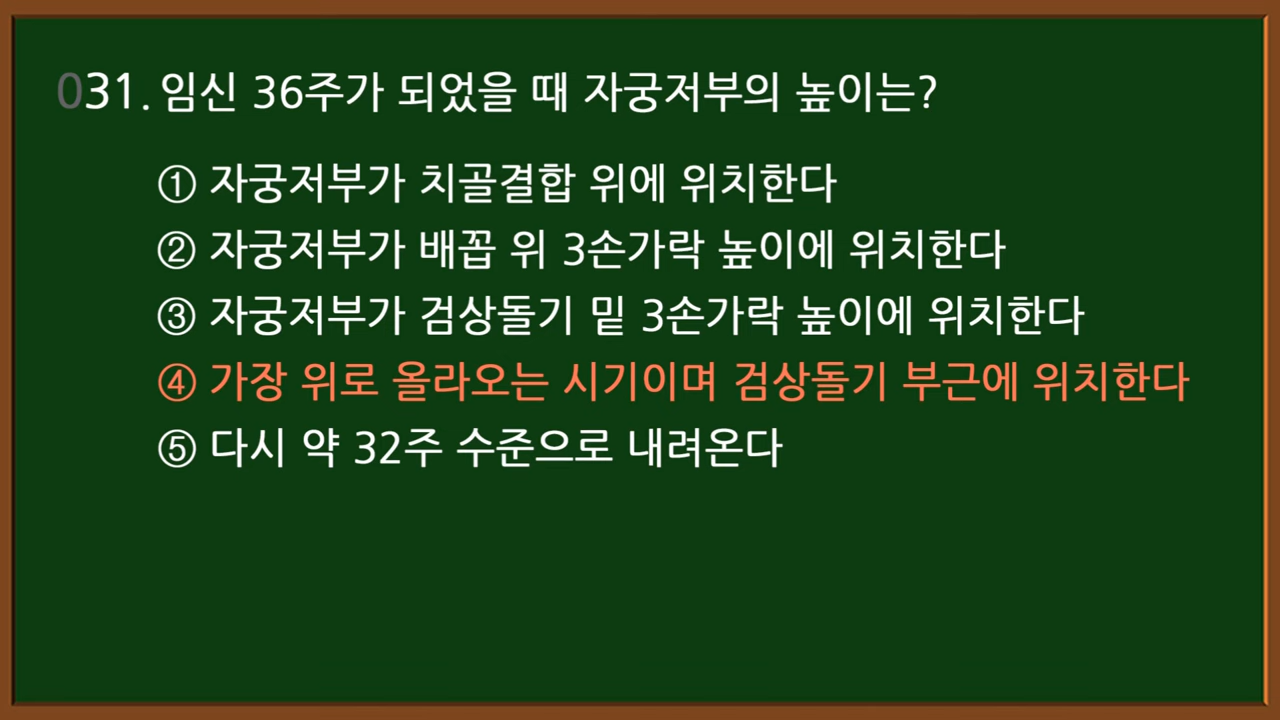 031. 임신 36주가 되었을 때 자궁저부의 높이는?
① 자궁저부가 치골결합 위에 위치한다
② 자궁저부가 배꼽 위 3손가락 높이에 위치한다
③ 자궁저부가 검상돌기 밑 3손가락 높이에 위치한다
④ 가장 위로 올라오는 시기이며 검상돌기 부근에 위치한다
⑤ 다시 약 32주 수준으로 내려온다